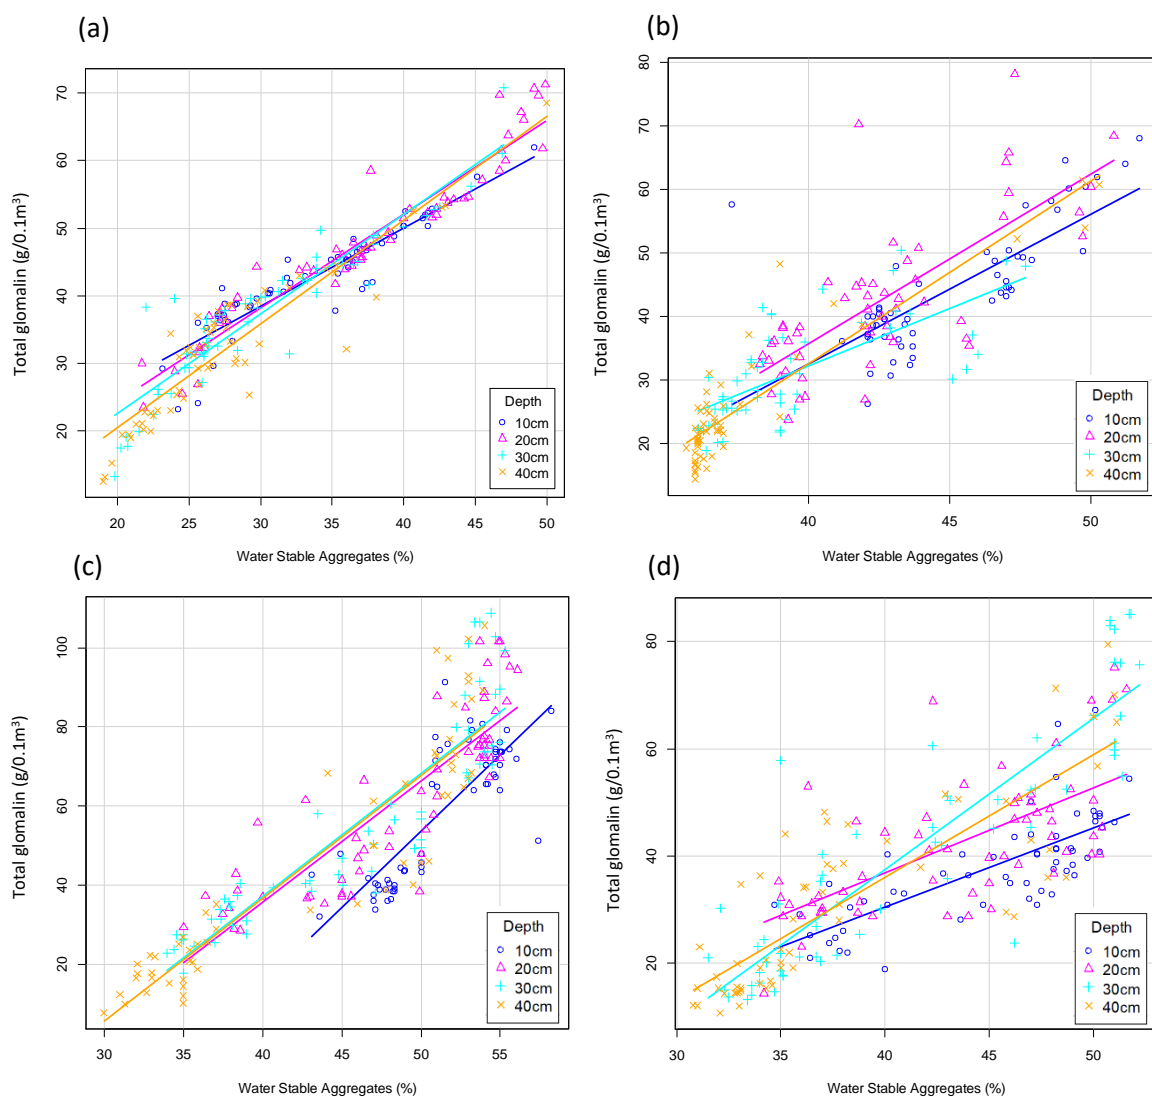 (a)
Total glomalin (g/0.1m³)
70
60
50
40
30
20
20 25 30 35 40 45 50
Water Stable Aggregates (%)
Depth
10cm
20cm
30cm
40cm
(b)
Total glomalin (g/0.1m³)
80
70
60
50
40
30
20
40 45 50
Water Stable Aggregates (%)
Depth
10cm
20cm
30cm
40cm
(c)
Total glomalin (g/0.1m³)
100
80
60
40
20
30 35 40 45 50 55
Water Stable Aggregates (%)
Depth
10cm
20cm
30cm
40cm
(d)
Total glomalin (g/0.1m³)
80
60
40
20
30 35 40 45 50
Water Stable Aggregates (%)
Depth
10cm
20cm
30cm
40cm